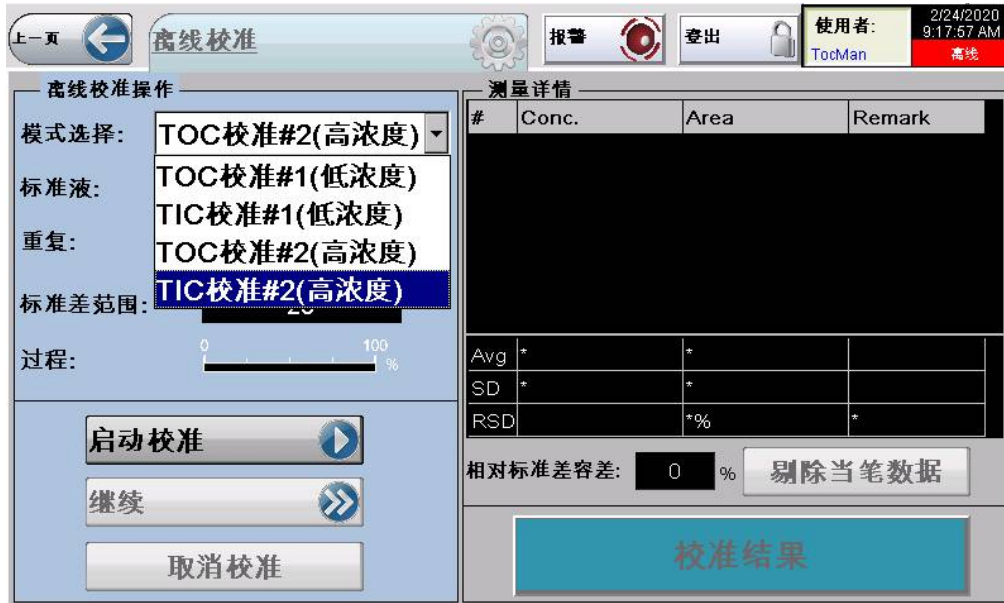 上一页
离线校准
报警
登出
使用者:
TocMan
2/24/2020
9:17:57 AM
离线
离线校准操作
模式选择:
TOC校准#2(高浓度)
TOC校准#1(低浓度)
TIC校准#1(低浓度)
TOC校准#2(高浓度)
TIC校准#2(高浓度)
标准液:
重复:
标准差范围:
过程:
0 100
%
启动校准
继续
取消校准
测量详情
# Conc. Area Remark
Avg * *
SD * *
RSD *% *
相对标准差容差: 0 % 剔除当笔数据
校准结果